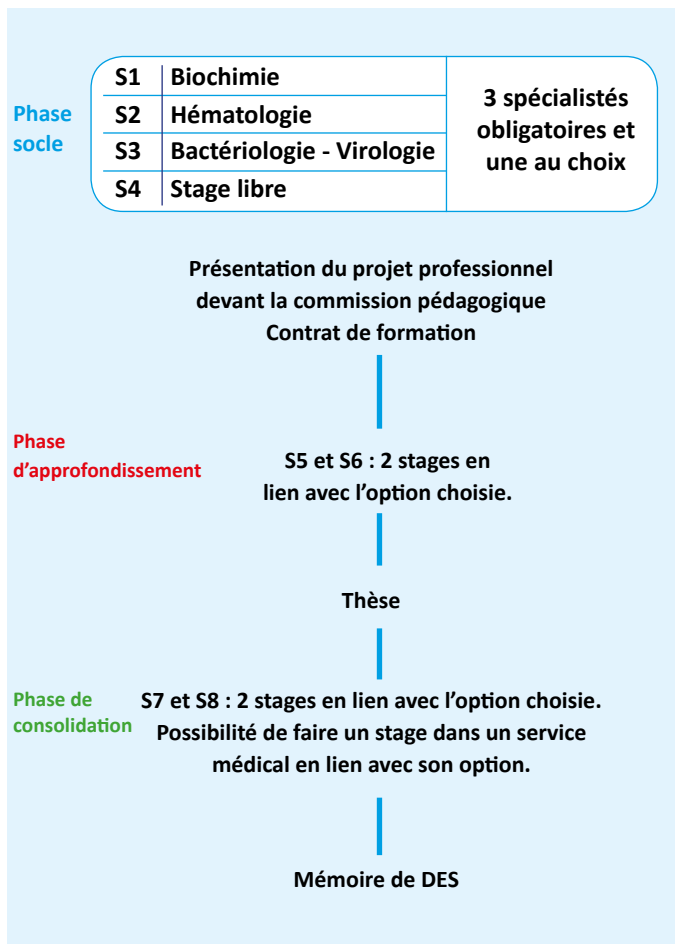 Phase
socle
S1 Biochimie
S2 Hématologie
S3 Bactériologie - Virologie
S4 Stage libre
3 spécialistés
obligatoires et
une au choix
Présentation du projet professionnel
devant la commission pédagogique
Contrat de formation
Phase
d'approfondissement
S5 et S6 : 2 stages en
lien avec l'option choisie.
Thèse
Phase de
consolidation
S7 et S8 : 2 stages en lien avec l'option choisie.
Possibilité de faire un stage dans un service
médical en lien avec son option.
Mémoire de DES